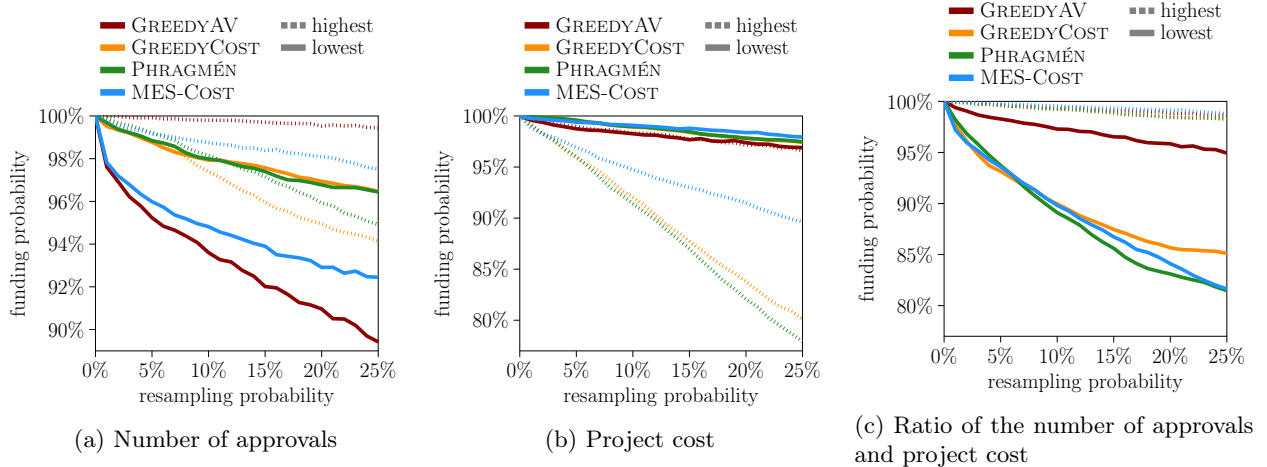 GREEDYAV
GREEDYCOST
PHRAGMÉN
MES-COST
highest
lowest
100%
98%
96%
94%
92%
90%
funding probability
0% 5% 10% 15% 20% 25%
resampling probability
(a) Number of approvals
GREEDYAV
GREEDYCOST
PHRAGMÉN
MES-COST
highest
lowest
100%
95%
90%
85%
80%
funding probability
0% 5% 10% 15% 20% 25%
resampling probability
(b) Project cost
GREEDYAV
GREEDYCOST
PHRAGMÉN
MES-COST
highest
lowest
100%
95%
90%
85%
80%
funding probability
0% 5% 10% 15% 20% 25%
resampling probability
(c) Ratio of the number of approvals
and project cost